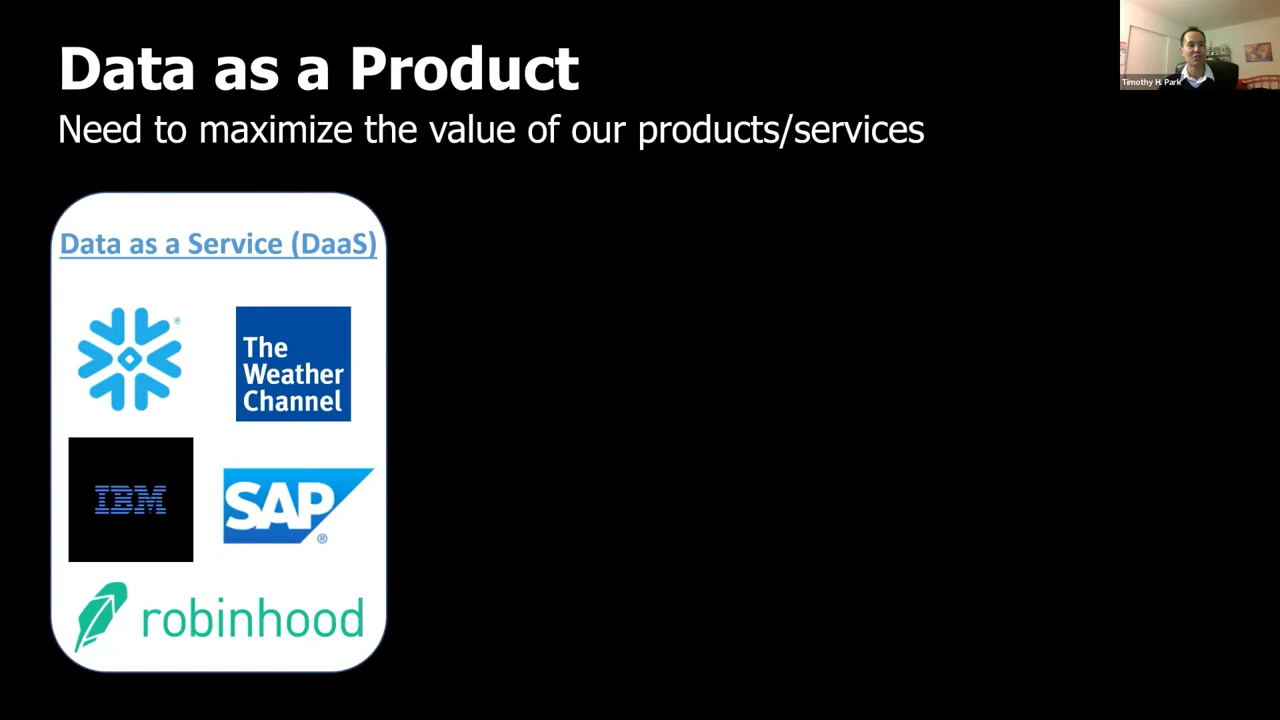 Data as a Product
Need to maximize the value of our products/services
Timothy H. Park
Data as a Service (DaaS)
The
Weather
Channel
IBM
SAP
®
robinhood